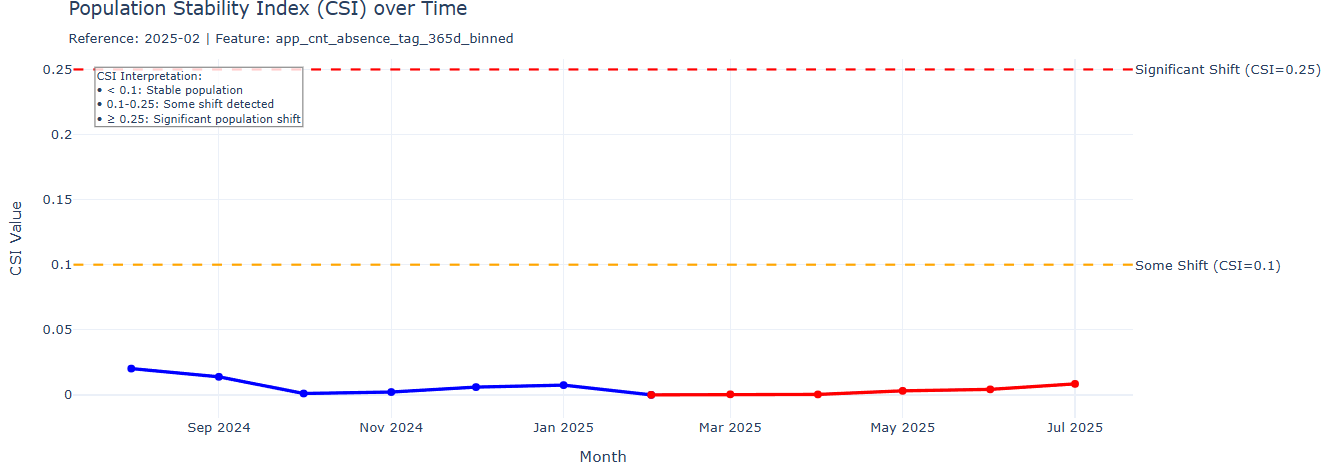 Population Stability Index (CSI) over Time
Reference: 2025-02 | Feature: app_cnt_absence_tag_365d_binned
0.25
CSI Interpretation:
• < 0.1: Stable population
• 0.1-0.25: Some shift detected
• ≥ 0.25: Significant population shift
Significant Shift (CSI=0.25)
0.2
0.15
CSI Value
0.1
Some Shift (CSI=0.1)
0.05
0
Sep 2024
Nov 2024
Jan 2025
Mar 2025
May 2025
Jul 2025
Month